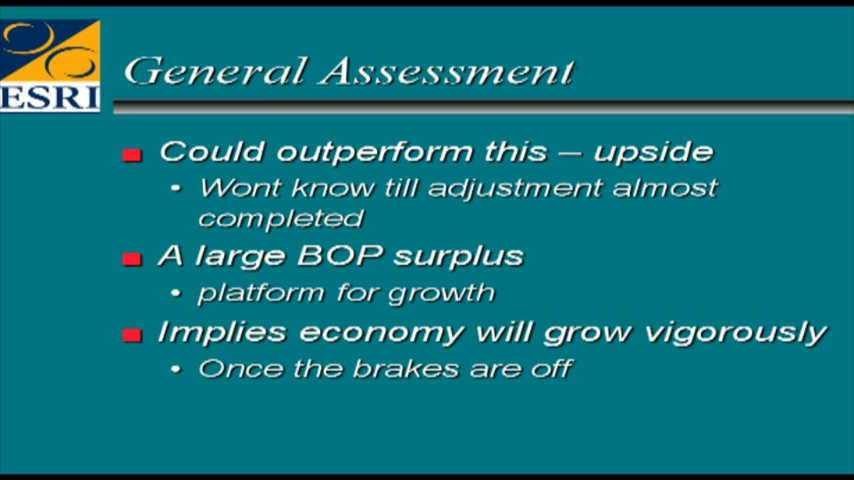 ESRI
General Assessment
Could outperform this – upside
• Wont know till adjustment almost
completed
A large BOP surplus
• platform for growth
Implies economy will grow vigorously
• Once the brakes are off